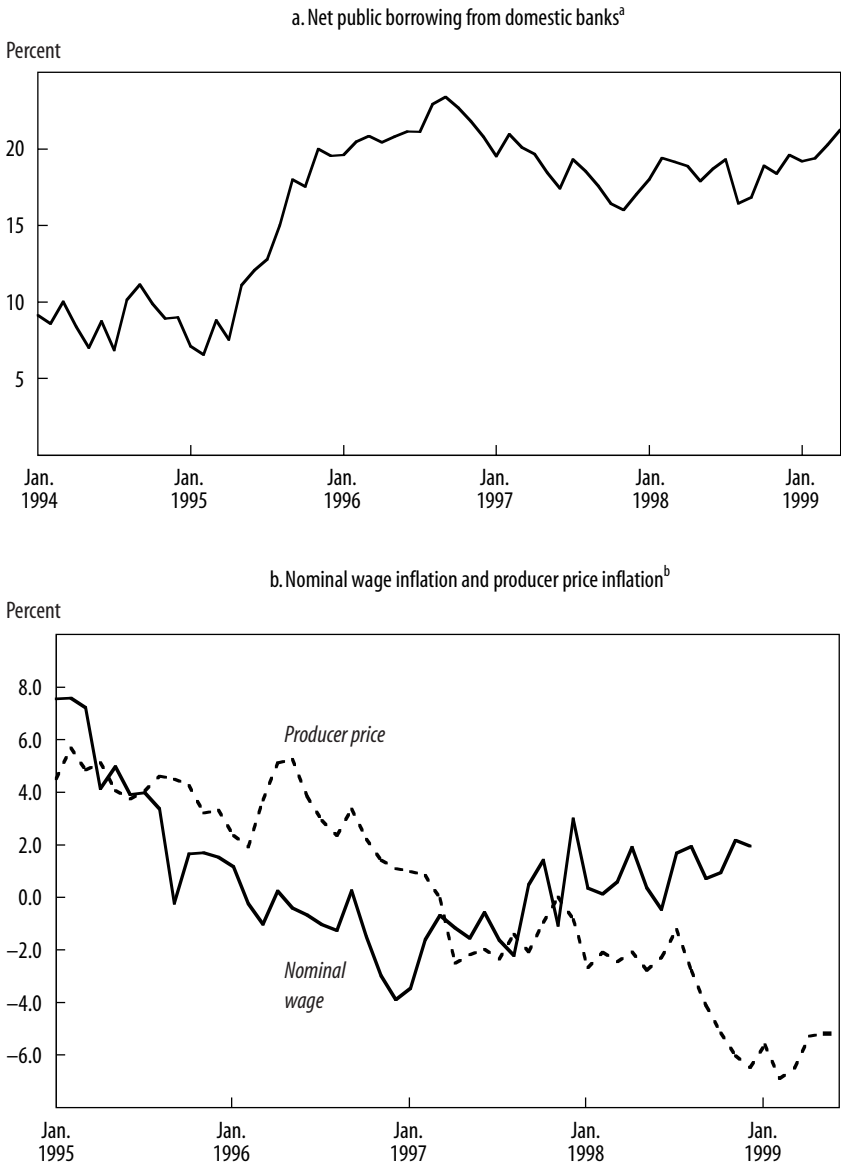 a. Net public borrowing from domestic banksᵃ
Percent
20
15
10
5
Jan. Jan. Jan. Jan. Jan. Jan.
1994 1995 1996 1997 1998 1999
b. Nominal wage inflation and producer price inflationᵇ
Percent
8.0
6.0
Producer price
4.0
2.0
0.0
−2.0
Nominal
wage
−4.0
−6.0
Jan. Jan. Jan. Jan. Jan.
1995 1996 1997 1998 1999